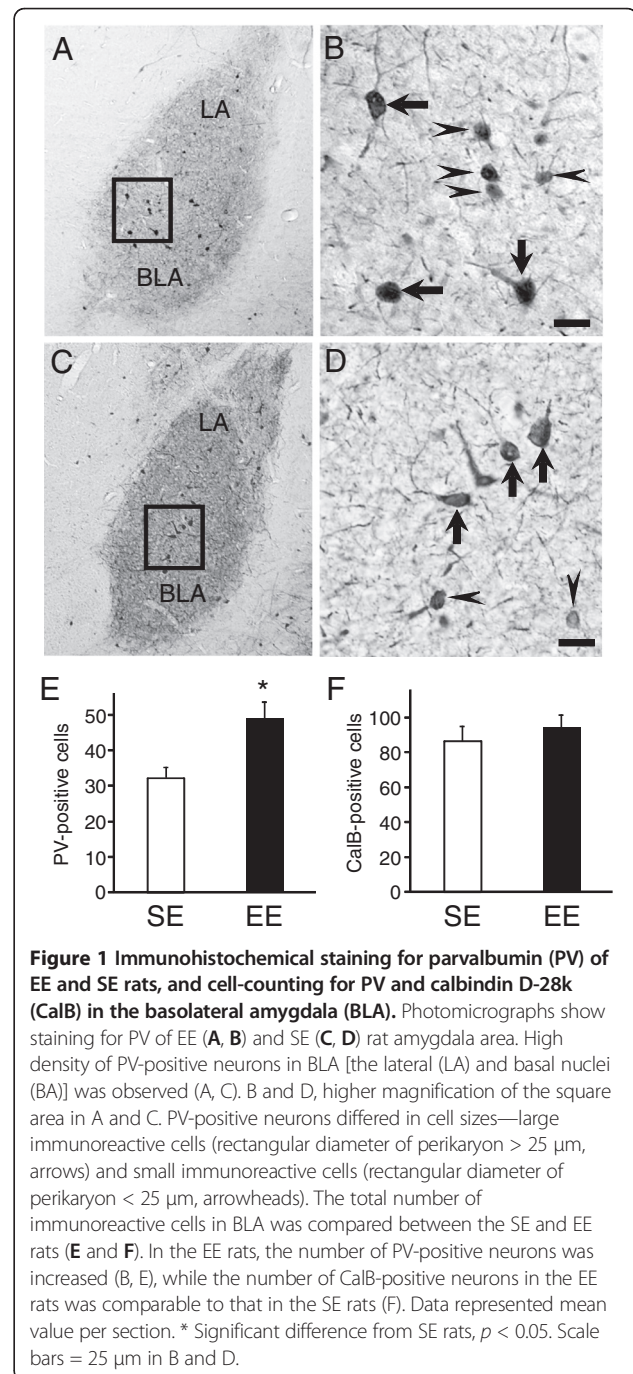 A
LA
BLA
B
C
LA
BLA
D
E
*
PV-positive cells
50
40
30
20
10
0
SE EE
F
CalB-positive cells
100
80
60
40
20
0
SE EE
Figure 1 Immunohistochemical staining for parvalbumin (PV) of
EE and SE rats, and cell-counting for PV and calbindin D-28k
(CalB) in the basolateral amygdala (BLA). Photomicrographs show
staining for PV of EE (A, B) and SE (C, D) rat amygdala area. High
density of PV-positive neurons in BLA [the lateral (LA) and basal nuclei
(BA)] was observed (A, C). B and D, higher magnification of the square
area in A and C. PV-positive neurons differed in cell sizes—large
immunoreactive cells (rectangular diameter of perikaryon > 25 μm,
arrows) and small immunoreactive cells (rectangular diameter of
perikaryon < 25 μm, arrowheads). The total number of
immunoreactive cells in BLA was compared between the SE and EE
rats (E and F). In the EE rats, the number of PV-positive neurons was
increased (B, E), while the number of CalB-positive neurons in the EE
rats was comparable to that in the SE rats (F). Data represented mean
value per section. * Significant difference from SE rats, p < 0.05. Scale
bars = 25 μm in B and D.